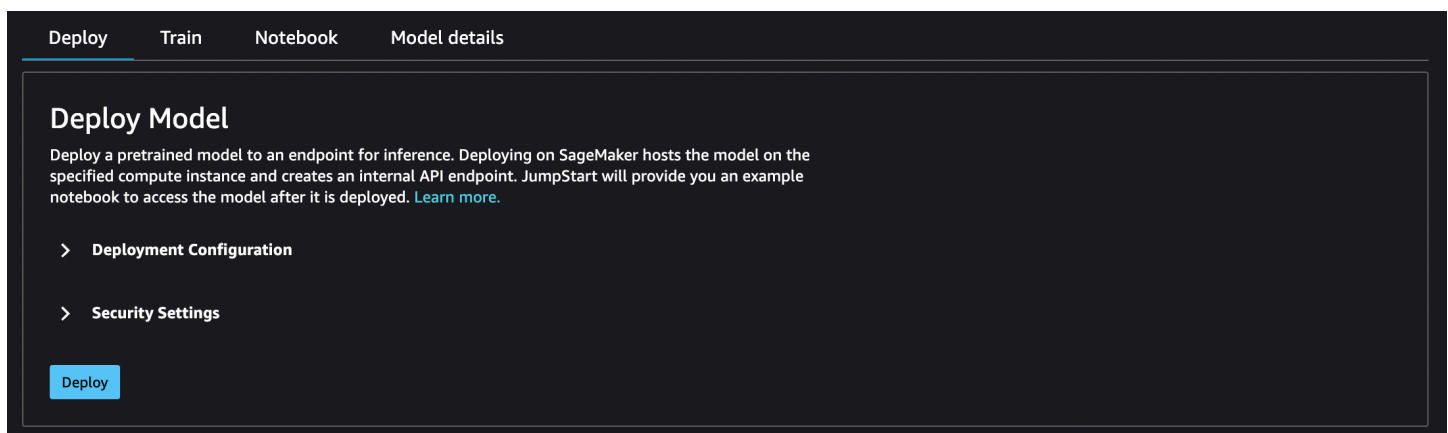 Deploy Train Notebook Model details
Deploy Model
Deploy a pretrained model to an endpoint for inference. Deploying on SageMaker hosts the model on the
specified compute instance and creates an internal API endpoint. JumpStart will provide you an example
notebook to access the model after it is deployed. Learn more.
Deployment Configuration
Security Settings
Deploy